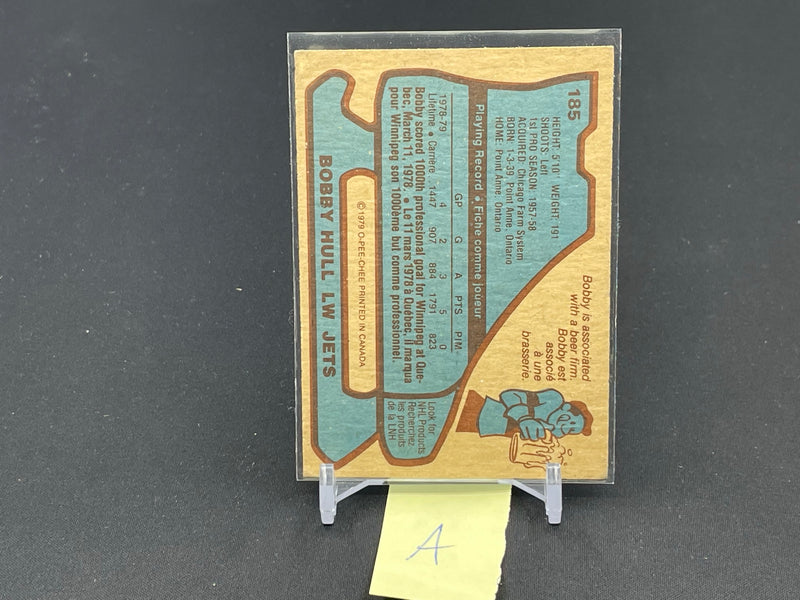 185
HEIGHT: 5'10" WEIGHT: 191
SHOOTS: Left
1st PRO SEASON: 1957-58
ACQUIRED: Chicago Farm System
BORN: 1-3-39, Point Anne, Ontario
HOME: Point Anne, Ontario
Bobby is associated
with a beer firm.
Bobby est
associé
à une
brasserie.
Playing Record • Fiche comme joueur
GP G A PTS PIM
1978-79 4 2 3 5 0
Lifetime • Carrière 1447 907 884 1791 823
Bobby scored 1000th professional goal for Winnipeg at Que-
bec, March 11, 1978. • Le 11 mars 1978 à Québec, il marqua
pour Winnipeg son 1000ème but comme professionnel.
Look for
NHL Products
Recherchez
les produits
de la LNH
©1979 O-PEE-CHEE PRINTED IN CANADA
BOBBY HULL LW JETS
A